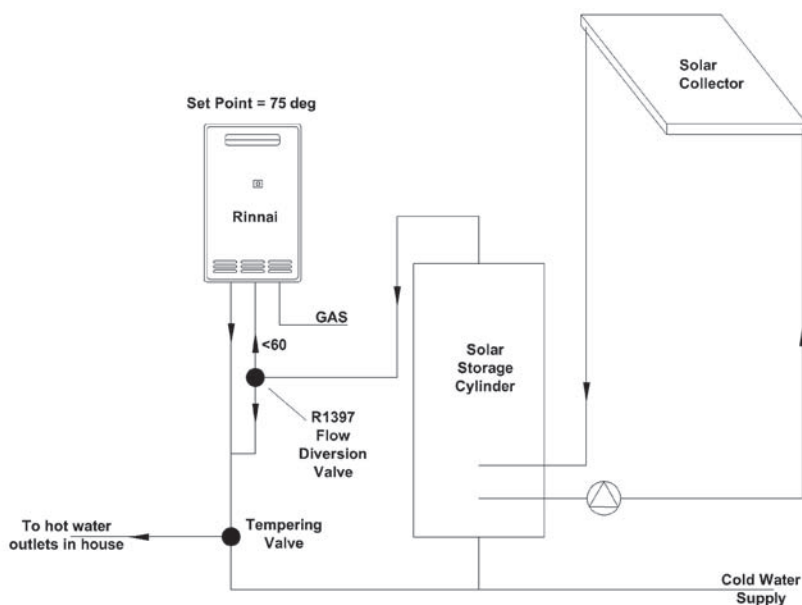 Solar
Collector
Set Point = 75 deg
Rinnai
GAS
<60
Solar
Storage
Cylinder
R1397
Flow
Diversion
Valve
To hot water
outlets in house
Tempering
Valve
Cold Water
Supply